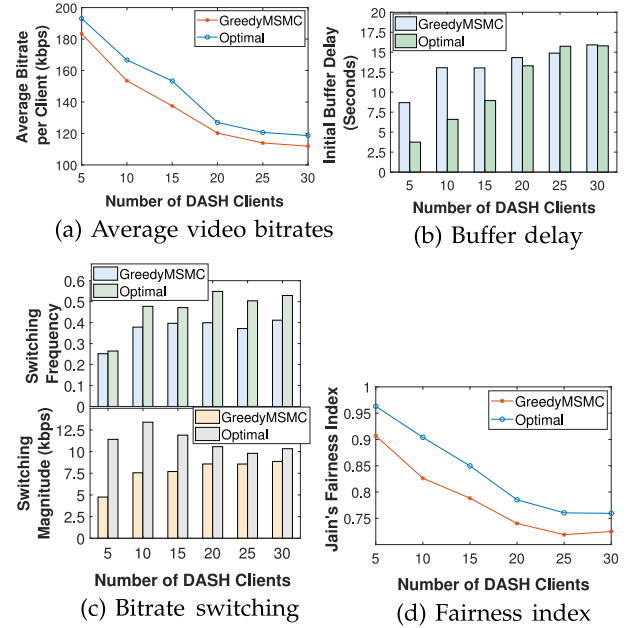 GreedyMSMC
Optimal
Average Bitrate
per Client (kbps)
200
180
160
140
120
100
5 10 15 20 25 30
Number of DASH Clients
(a) Average video bitrates
GreedyMSMC
Optimal
Initial Buffer Delay
(Seconds)
20
17.5
15
12.5
10
7.5
5
2.5
0
5 10 15 20 25 30
Number of DASH Clients
(b) Buffer delay
GreedyMSMC
Optimal
Switching
Frequency
0.6
0.5
0.4
0.3
0.2
0.1
0
GreedyMSMC
Optimal
Switching
Magnitude (kbps)
12.5
10
7.5
5
2.5
0
5 10 15 20 25 30
Number of DASH Clients
(c) Bitrate switching
GreedyMSMC
Optimal
Jain's Fairness Index
0.95
0.9
0.85
0.8
0.75
5 10 15 20 25 30
Number of DASH Clients
(d) Fairness index